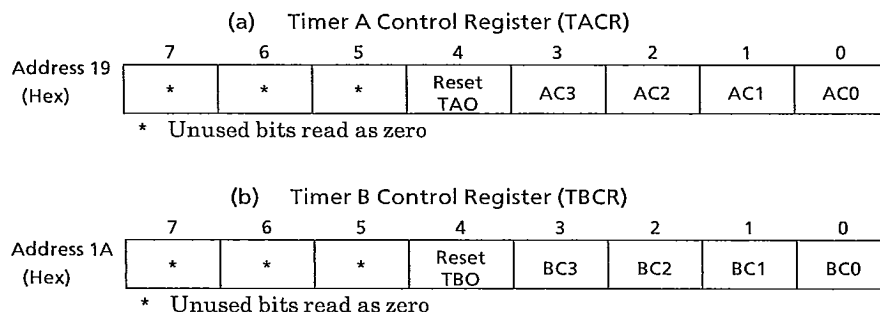 (a) Timer A Control Register (TACR)
7 6 5 4 3 2 1 0
Address 19
(Hex)
* * * Reset TAO AC3 AC2 AC1 AC0
* Unused bits read as zero
(b) Timer B Control Register (TBCR)
7 6 5 4 3 2 1 0
Address 1A
(Hex)
* * * Reset TBO BC3 BC2 BC1 BC0
* Unused bits read as zero